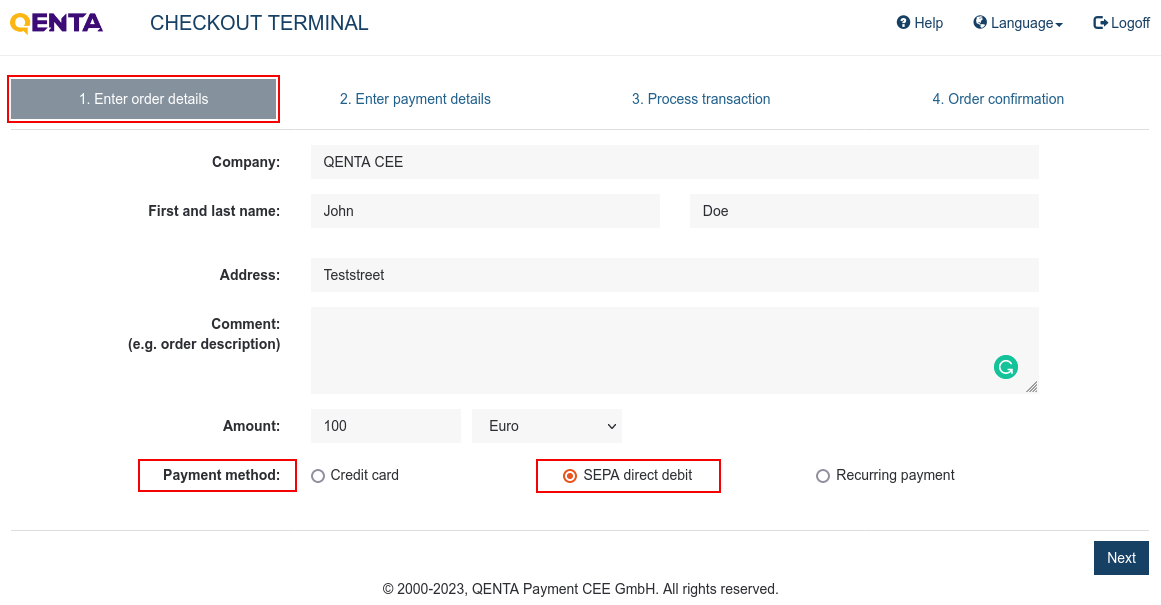 QENTA CHECKOUT TERMINAL Help Language Logoff
1. Enter order details 2. Enter payment details 3. Process transaction 4. Order confirmation
Company: QENTA CEE
First and last name: John Doe
Address: Teststreet
Comment:
(e.g. order description)
Amount: 100 Euro
Payment method: Credit card SEPA direct debit Recurring payment
Next
© 2000-2023, QENTA Payment CEE GmbH. All rights reserved.